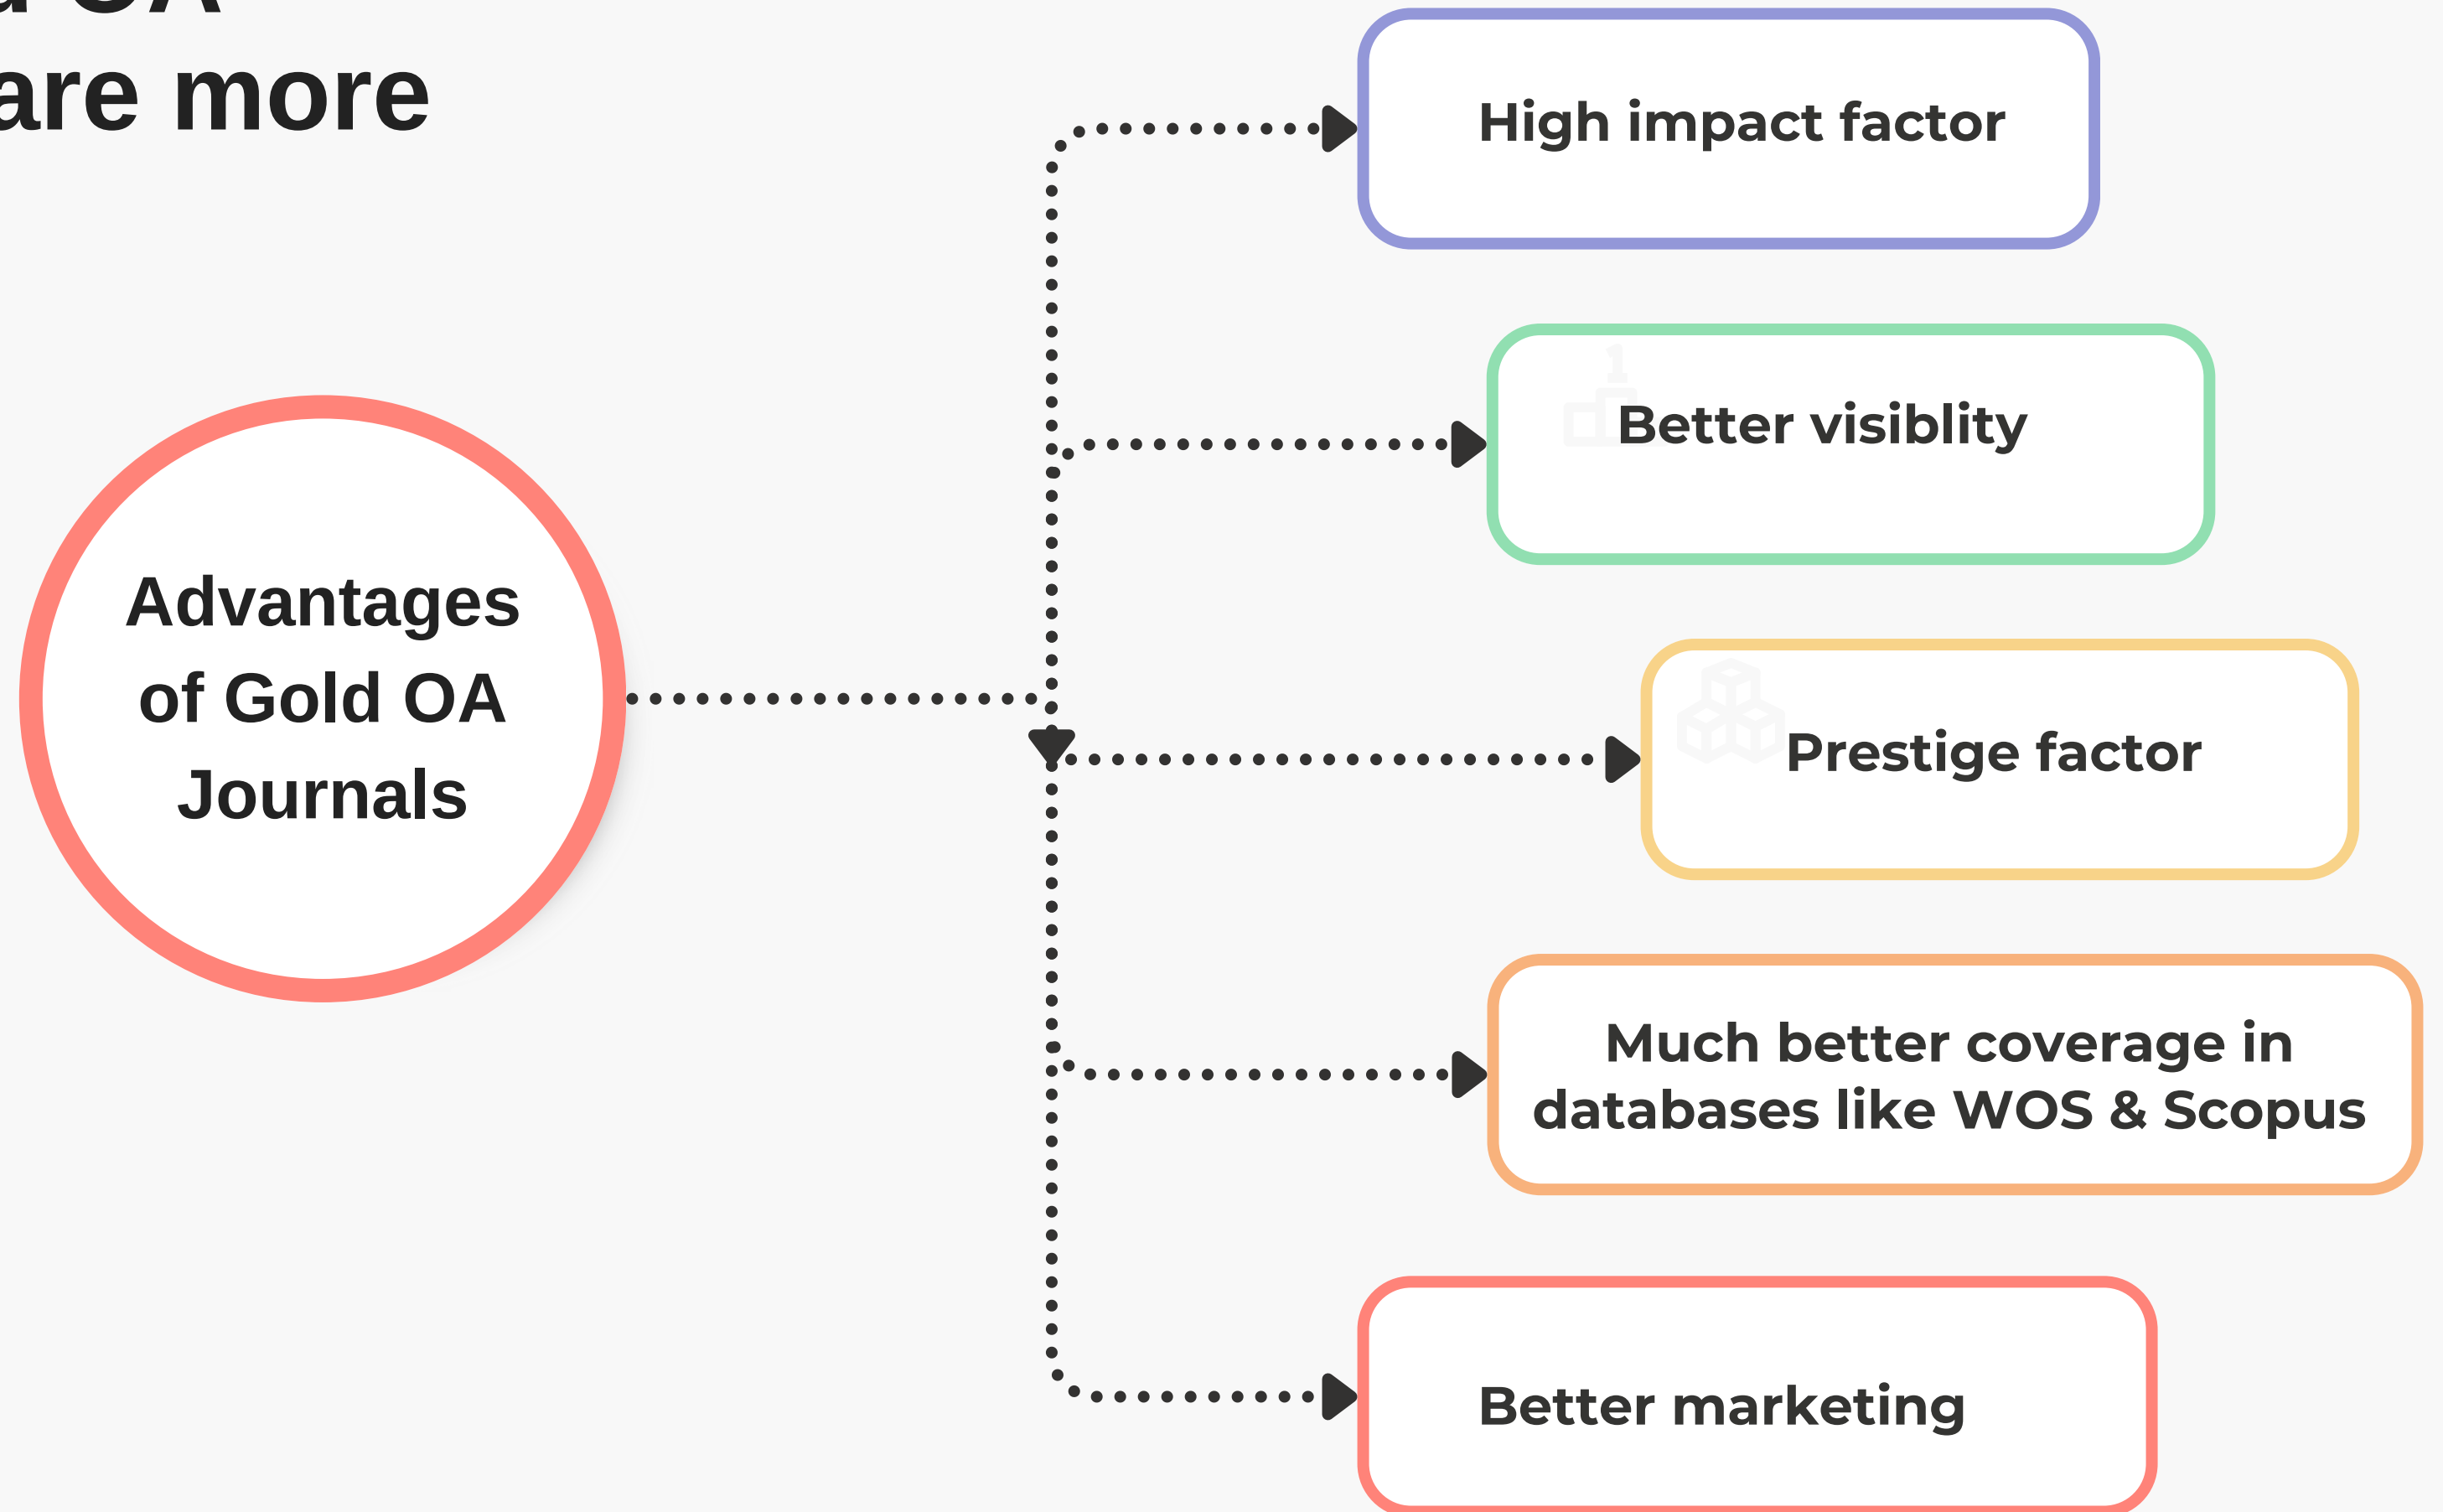 OA
are more
Advantages
of Gold OA
Journals
High impact factor
Better visiblity
Prestige factor
Much better coverage in
databases like WOS & Scopus
Better marketing